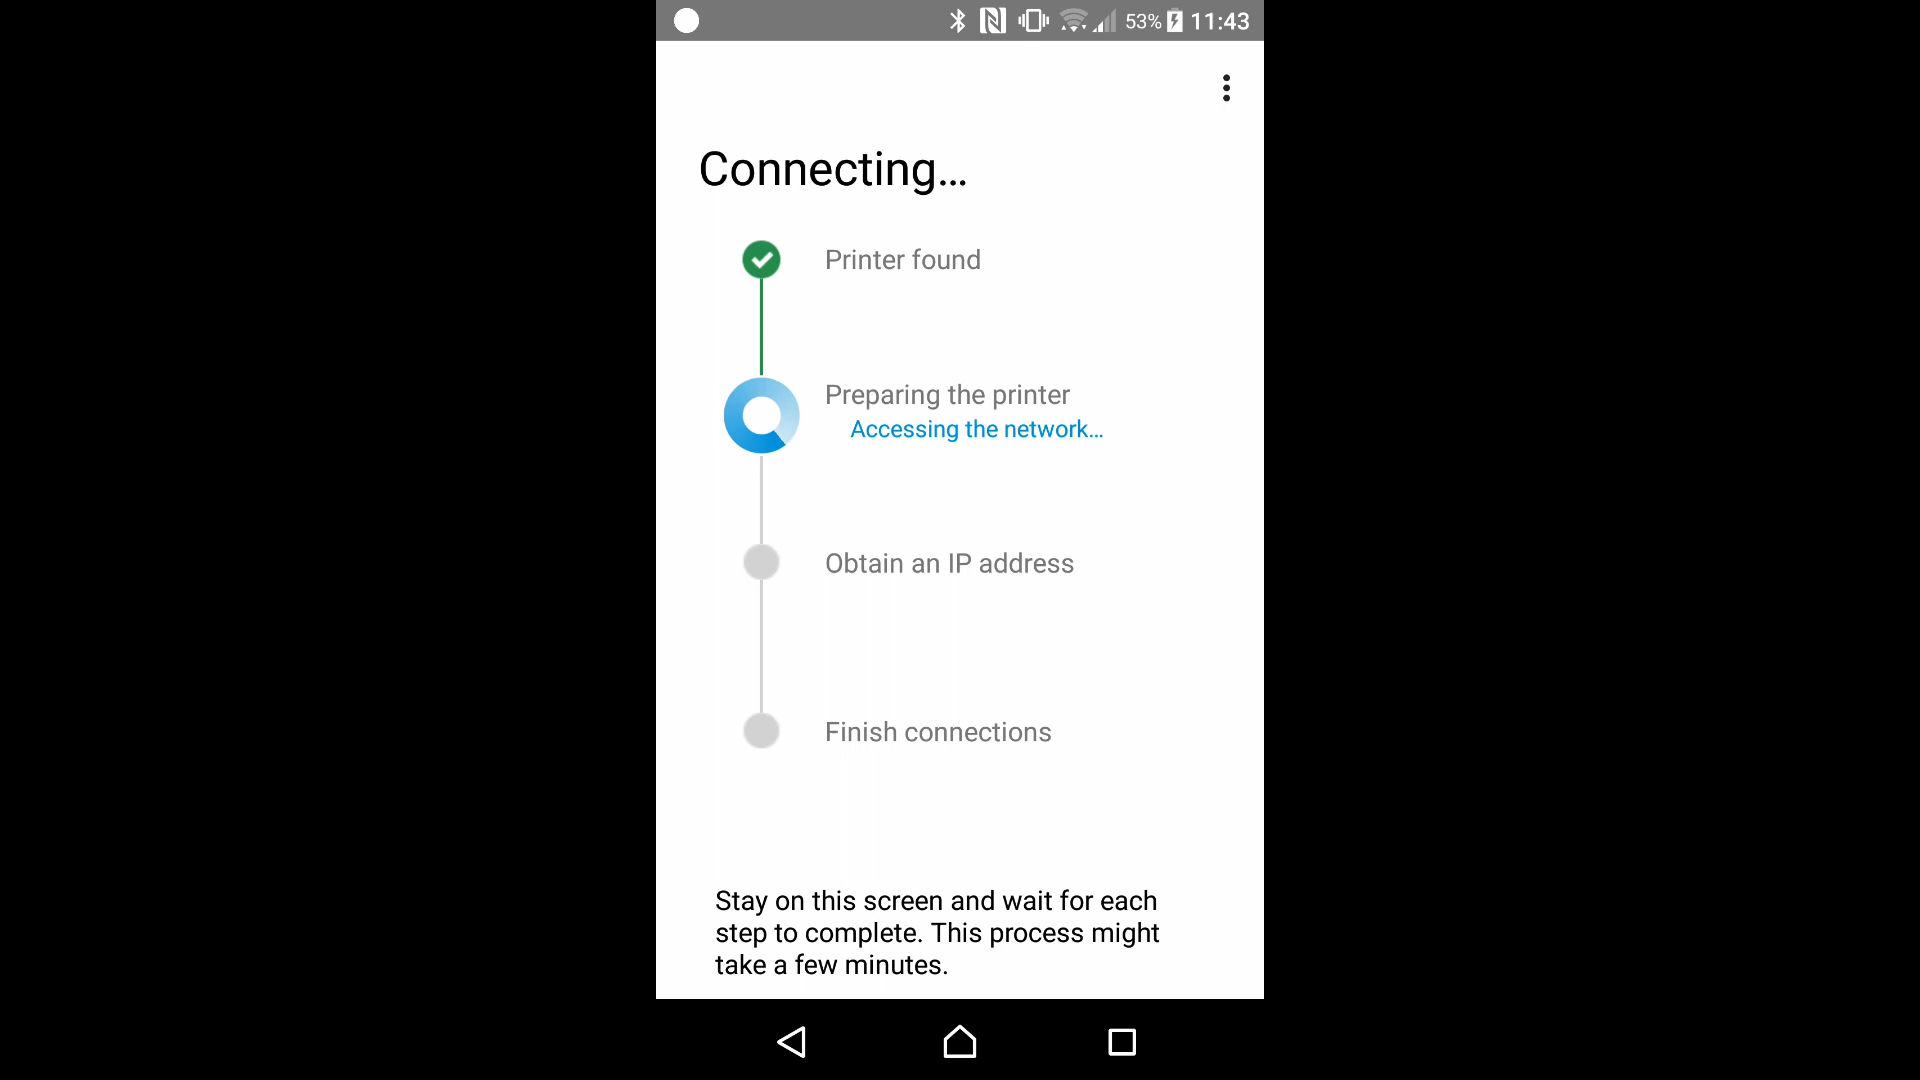 53% 11:43
Connecting...
Printer found
Preparing the printer
Accessing the network...
Obtain an IP address
Finish connections
Stay on this screen and wait for each
step to complete. This process might
take a few minutes.